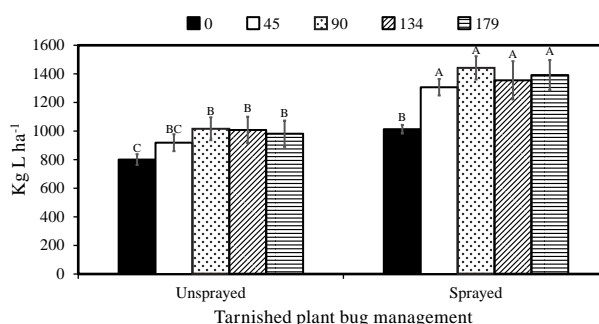 0 45 90 134 179
1600
1400
1200
1000
800
600
400
200
0
Kg L ha-1
C BC B B B B A A A A
Unsprayed Sprayed
Tarnished plant bug management